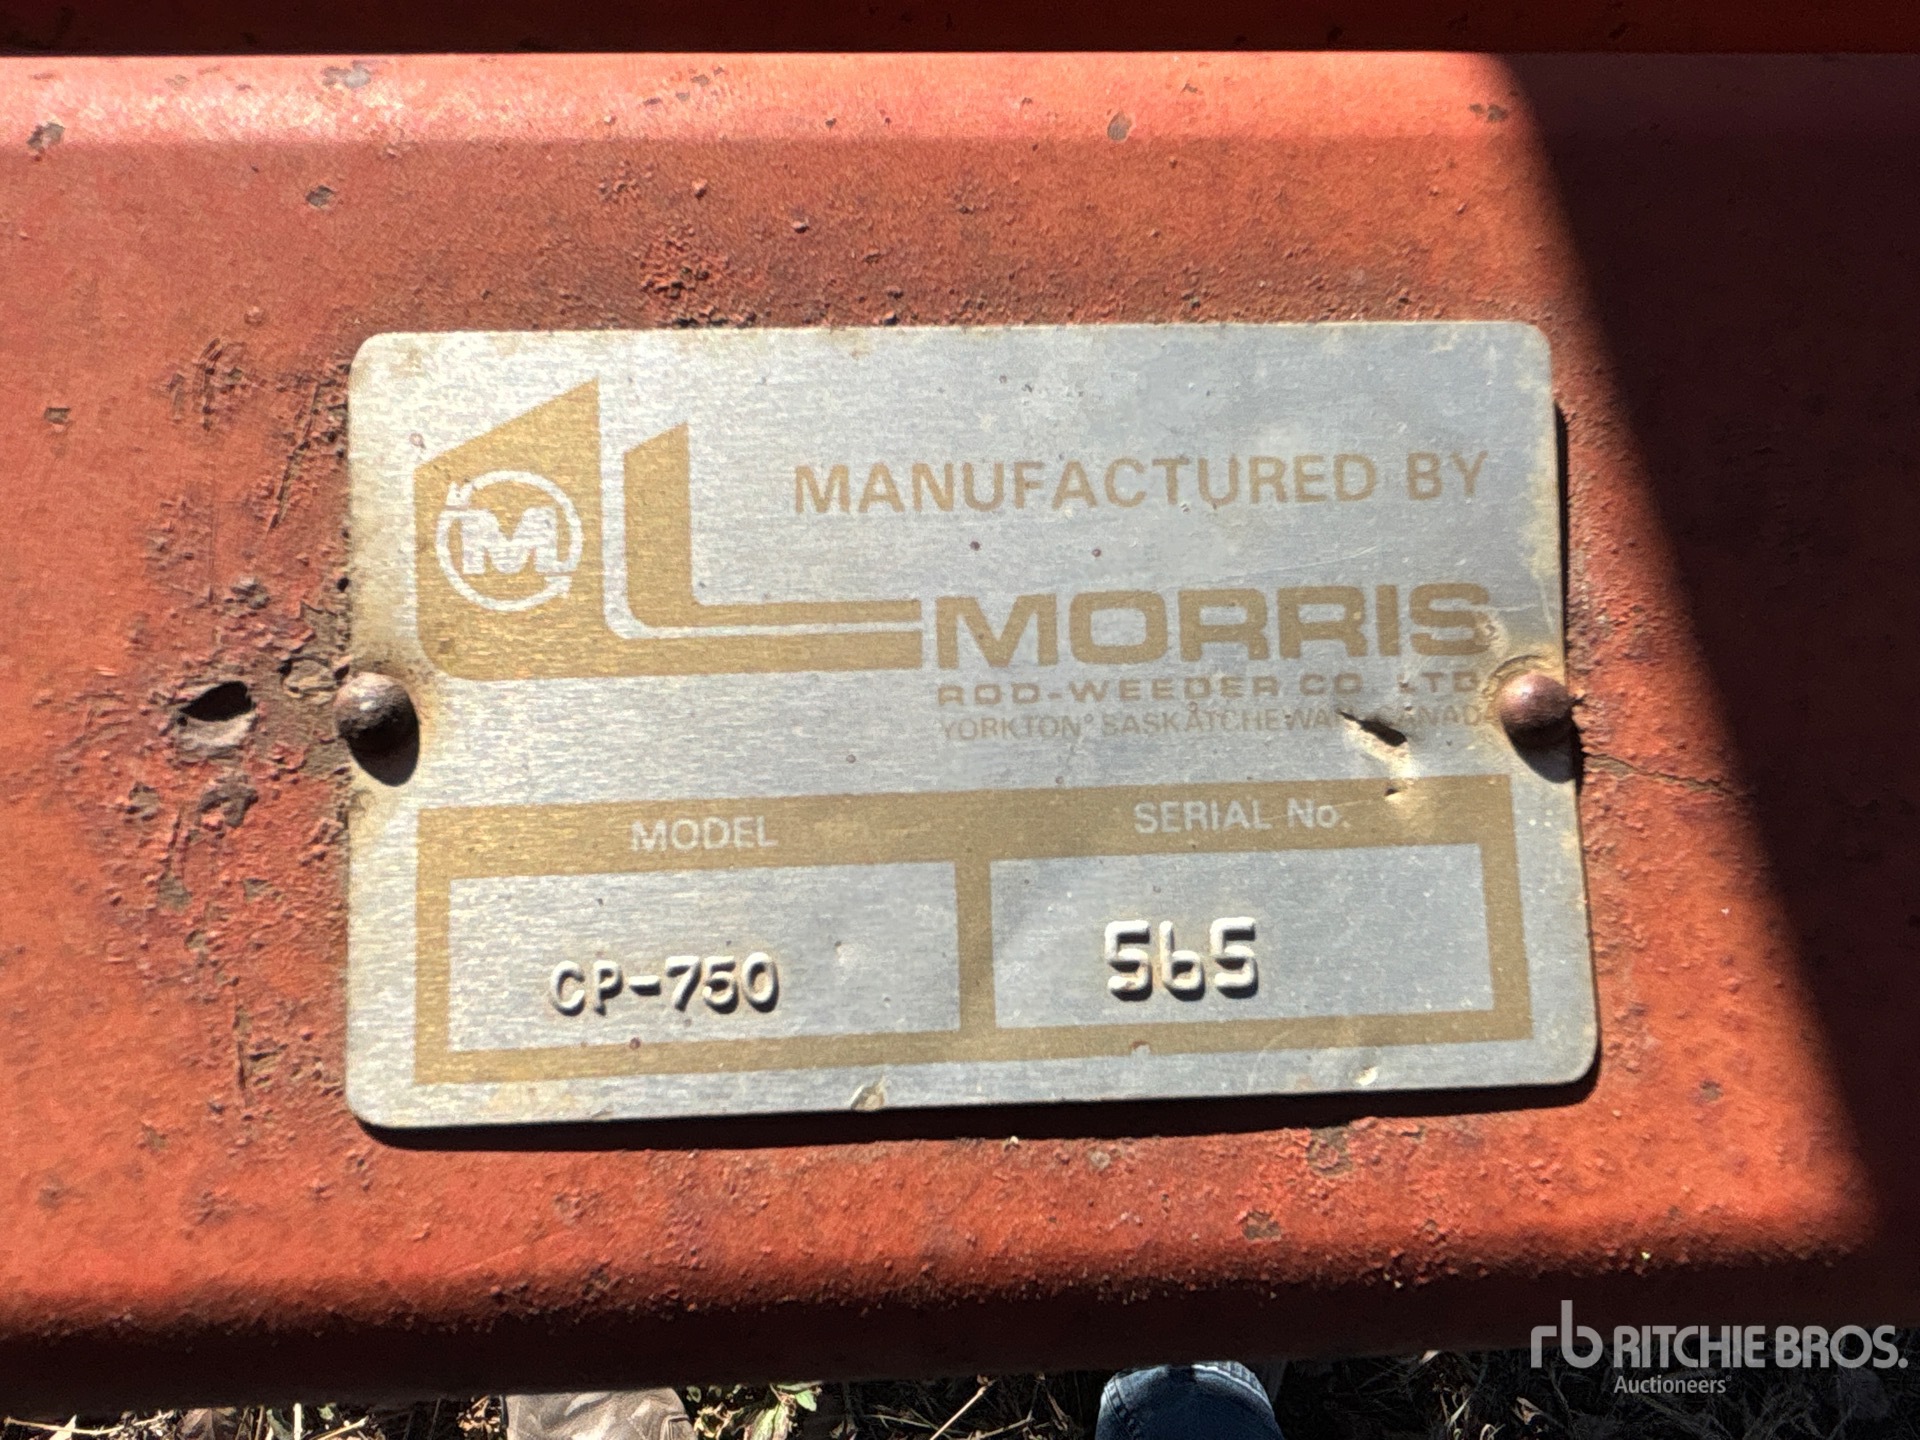 M
MANUFACTURED BY
MORRIS
ROD-WEEDER CO. LTD.
YORKTON SASKATCHEWAN CANADA
MODEL
SERIAL No.
CP-750
565
rb RITCHIE BROS.
Auctioneers